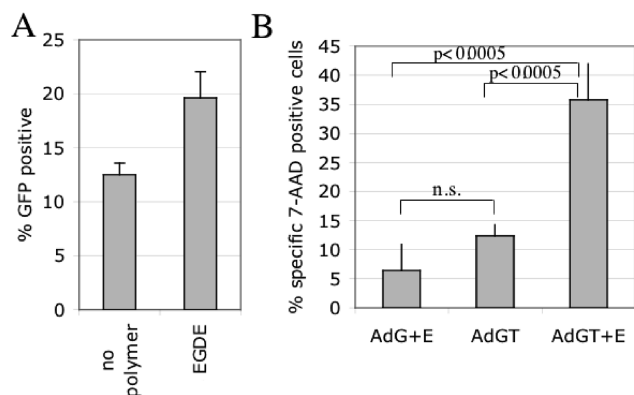 A
% GFP positive
25
20
15
10
5
0
no
polymer
EGDE
B
% specific 7-AAD positive cells
45
40
35
30
25
20
15
10
5
0
p< 0.0005
p< 0.0005
n.s.
AdG+E
AdGT
AdGT+E